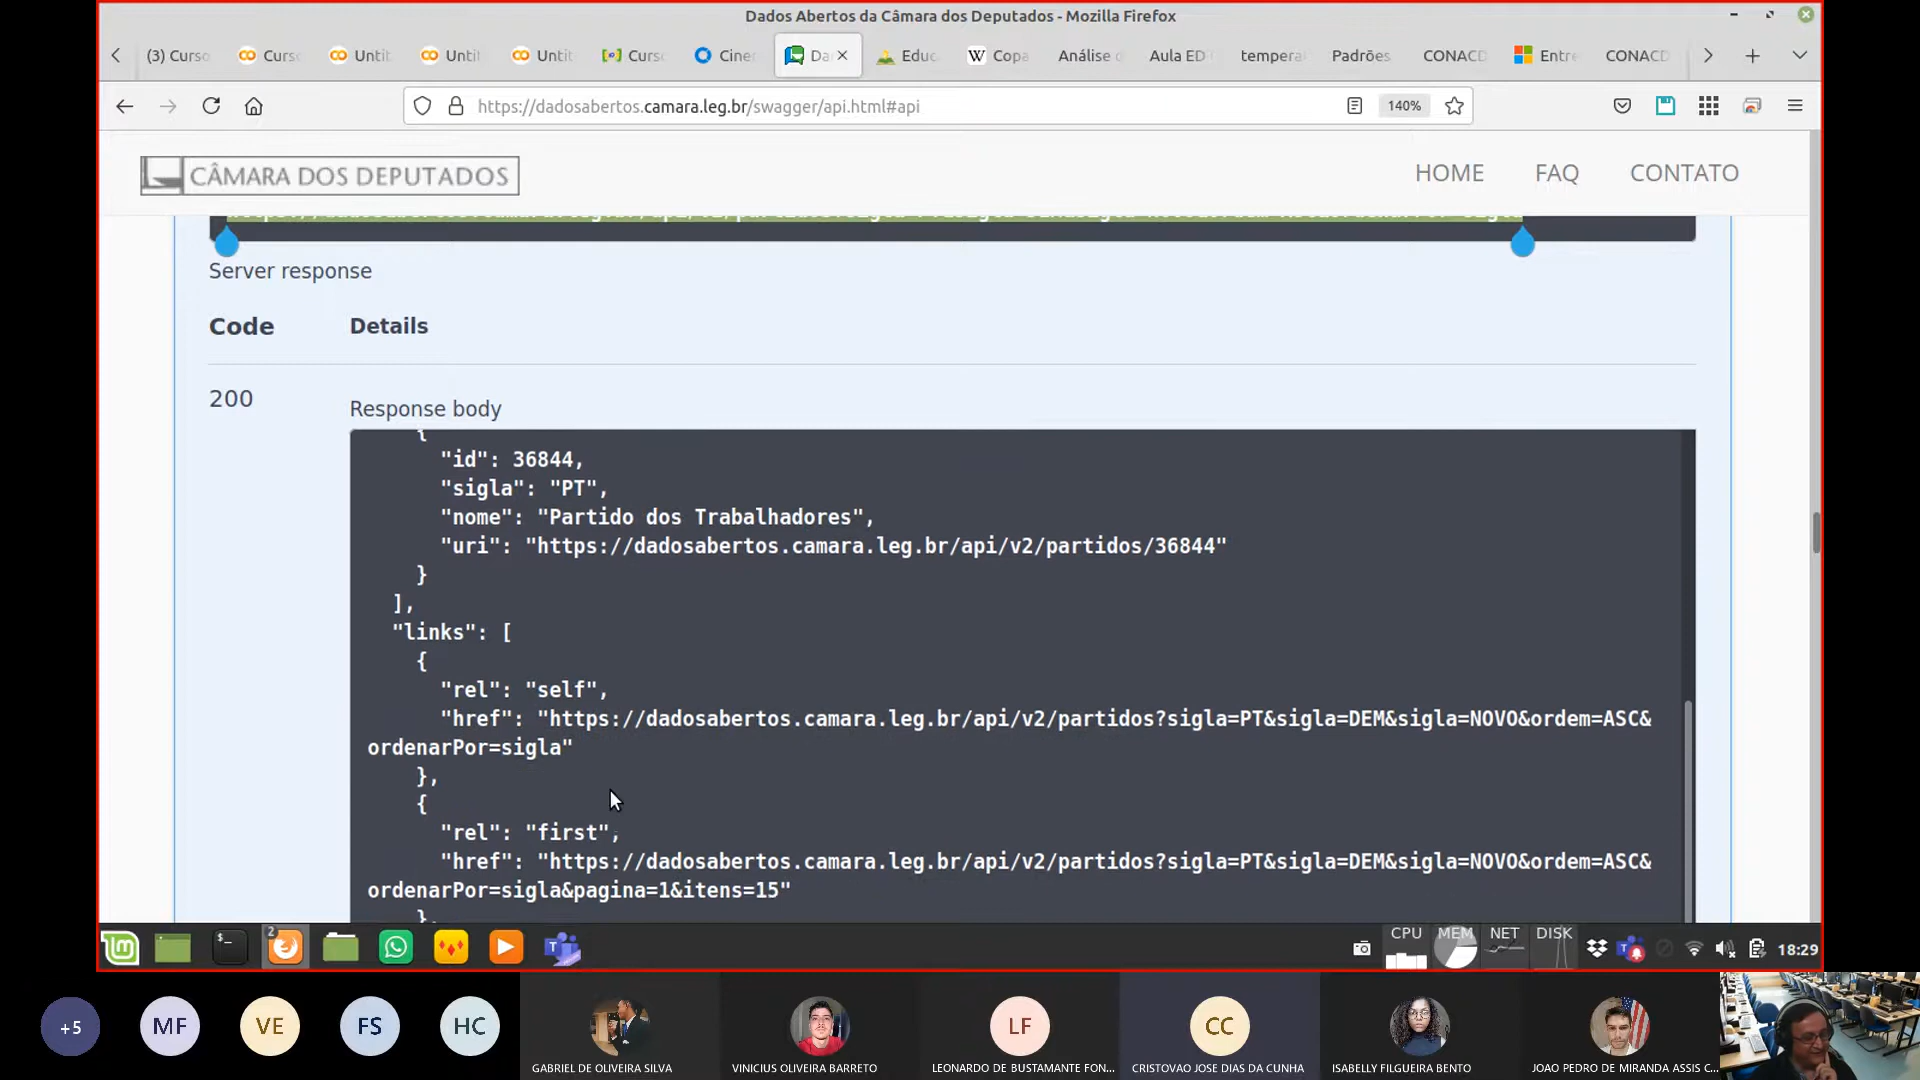 Dados Abertos da Câmara dos Deputados - Mozilla Firefox
(3) Curso
Curso
Untit
Untit
Untit
Curso
Ciner
Da
Educ
Copa
Análise d
Aula ED
tempera
Padrões
CONACD
Entre
CONACD
https://dadosabertos.camara.leg.br/swagger/api.html#api
140%
CÂMARA DOS DEPUTADOS
HOME
FAQ
CONTATO
Server response
Code
Details
200
Response body
{
"id": 36844,
"sigla": "PT",
"nome": "Partido dos Trabalhadores",
"uri": "https://dadosabertos.camara.leg.br/api/v2/partidos/36844"
}
],
"links": [
{
"rel": "self",
"href": "https://dadosabertos.camara.leg.br/api/v2/partidos?sigla=PT&sigla=DEM&sigla=NOVO&ordem=ASC&
ordenarPor=sigla"
},
{
"rel": "first",
"href": "https://dadosabertos.camara.leg.br/api/v2/partidos?sigla=PT&sigla=DEM&sigla=NOVO&ordem=ASC&
ordenarPor=sigla&pagina=1&itens=15"
},
2
CPU
MEM
NET
DISK
18:29
+5
MF
VE
FS
HC
LF
CC
GABRIEL DE OLIVEIRA SILVA
VINICIUS OLIVEIRA BARRETO
LEONARDO DE BUSTAMANTE FON...
CRISTOVAO JOSE DIAS DA CUNHA
ISABELLY FILGUEIRA BENTO
JOAO PEDRO DE MIRANDA ASSIS C...